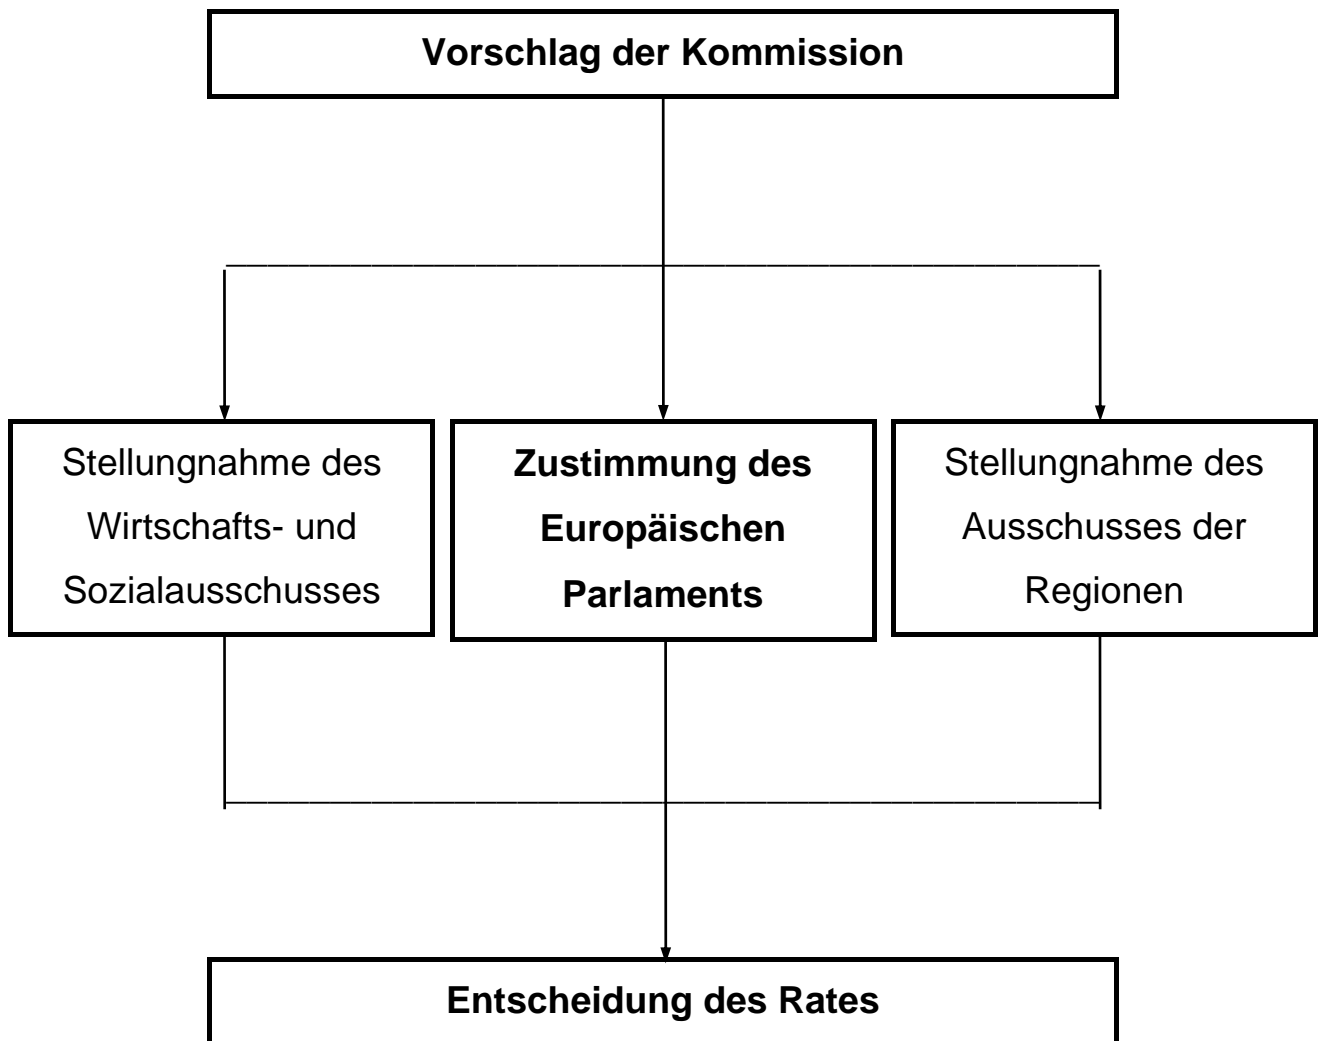 Vorschlag der Kommission
Stellungnahme des
Wirtschafts- und
Sozialausschusses
Zustimmung des
Europäischen
Parlaments
Stellungnahme des
Ausschusses der
Regionen
Entscheidung des Rates